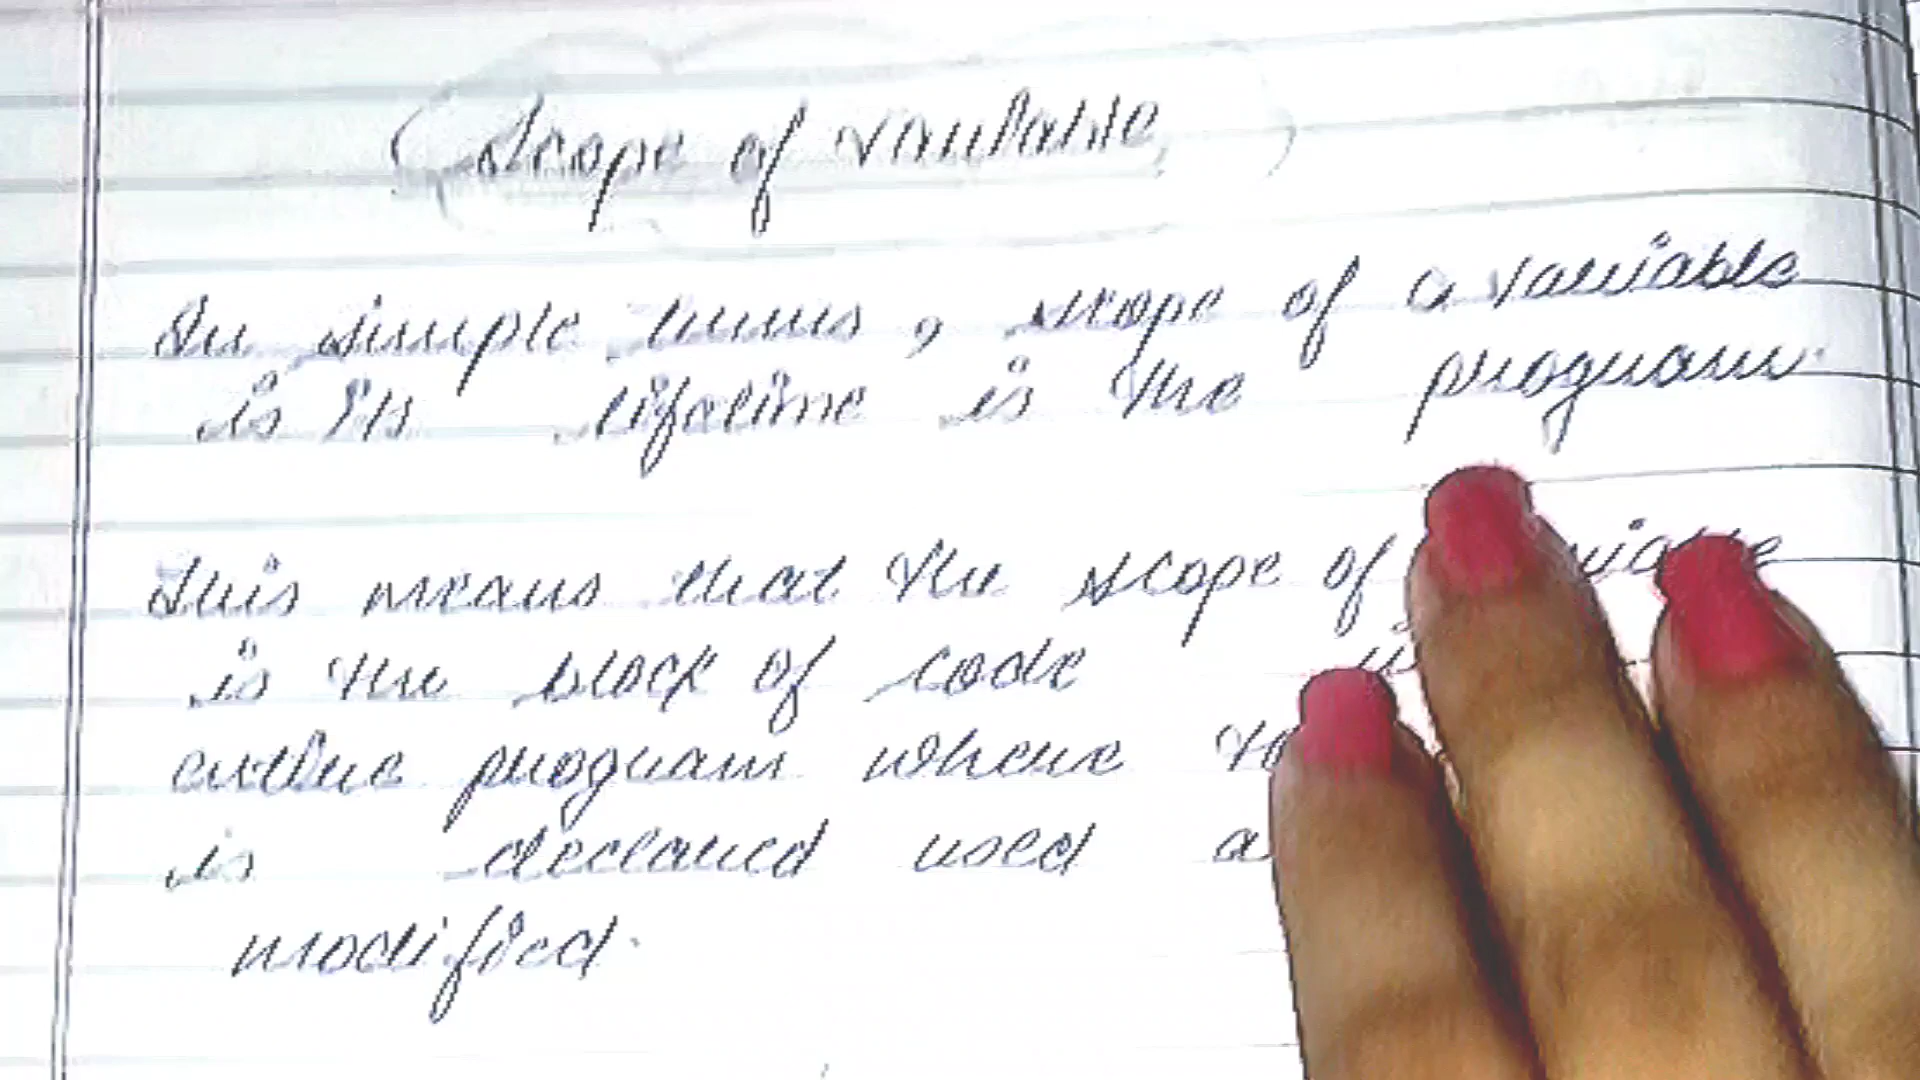 Scope of variable
In simple terms, scope of a variable
is its lifetime is the program.
This means that the scope of
is the block of code
entire program where
is declared used
modified.